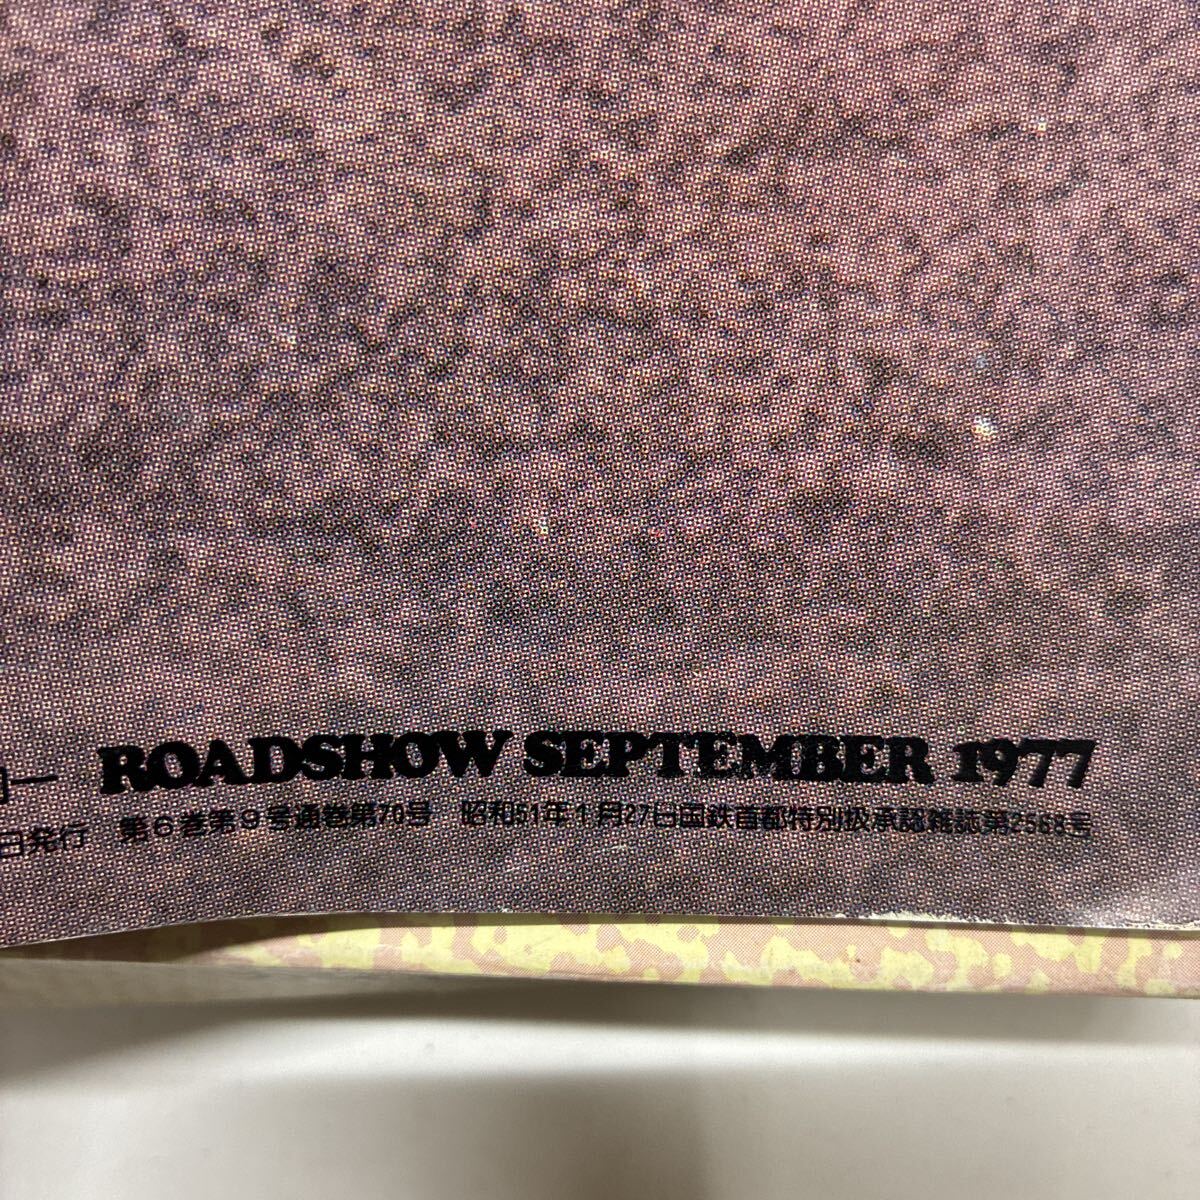 ROADSHOW SEPTEMBER 1977
日発行 第6巻第9号通巻第70号 昭和51年1月27日国鉄首都特別扱承認雑誌第2568号